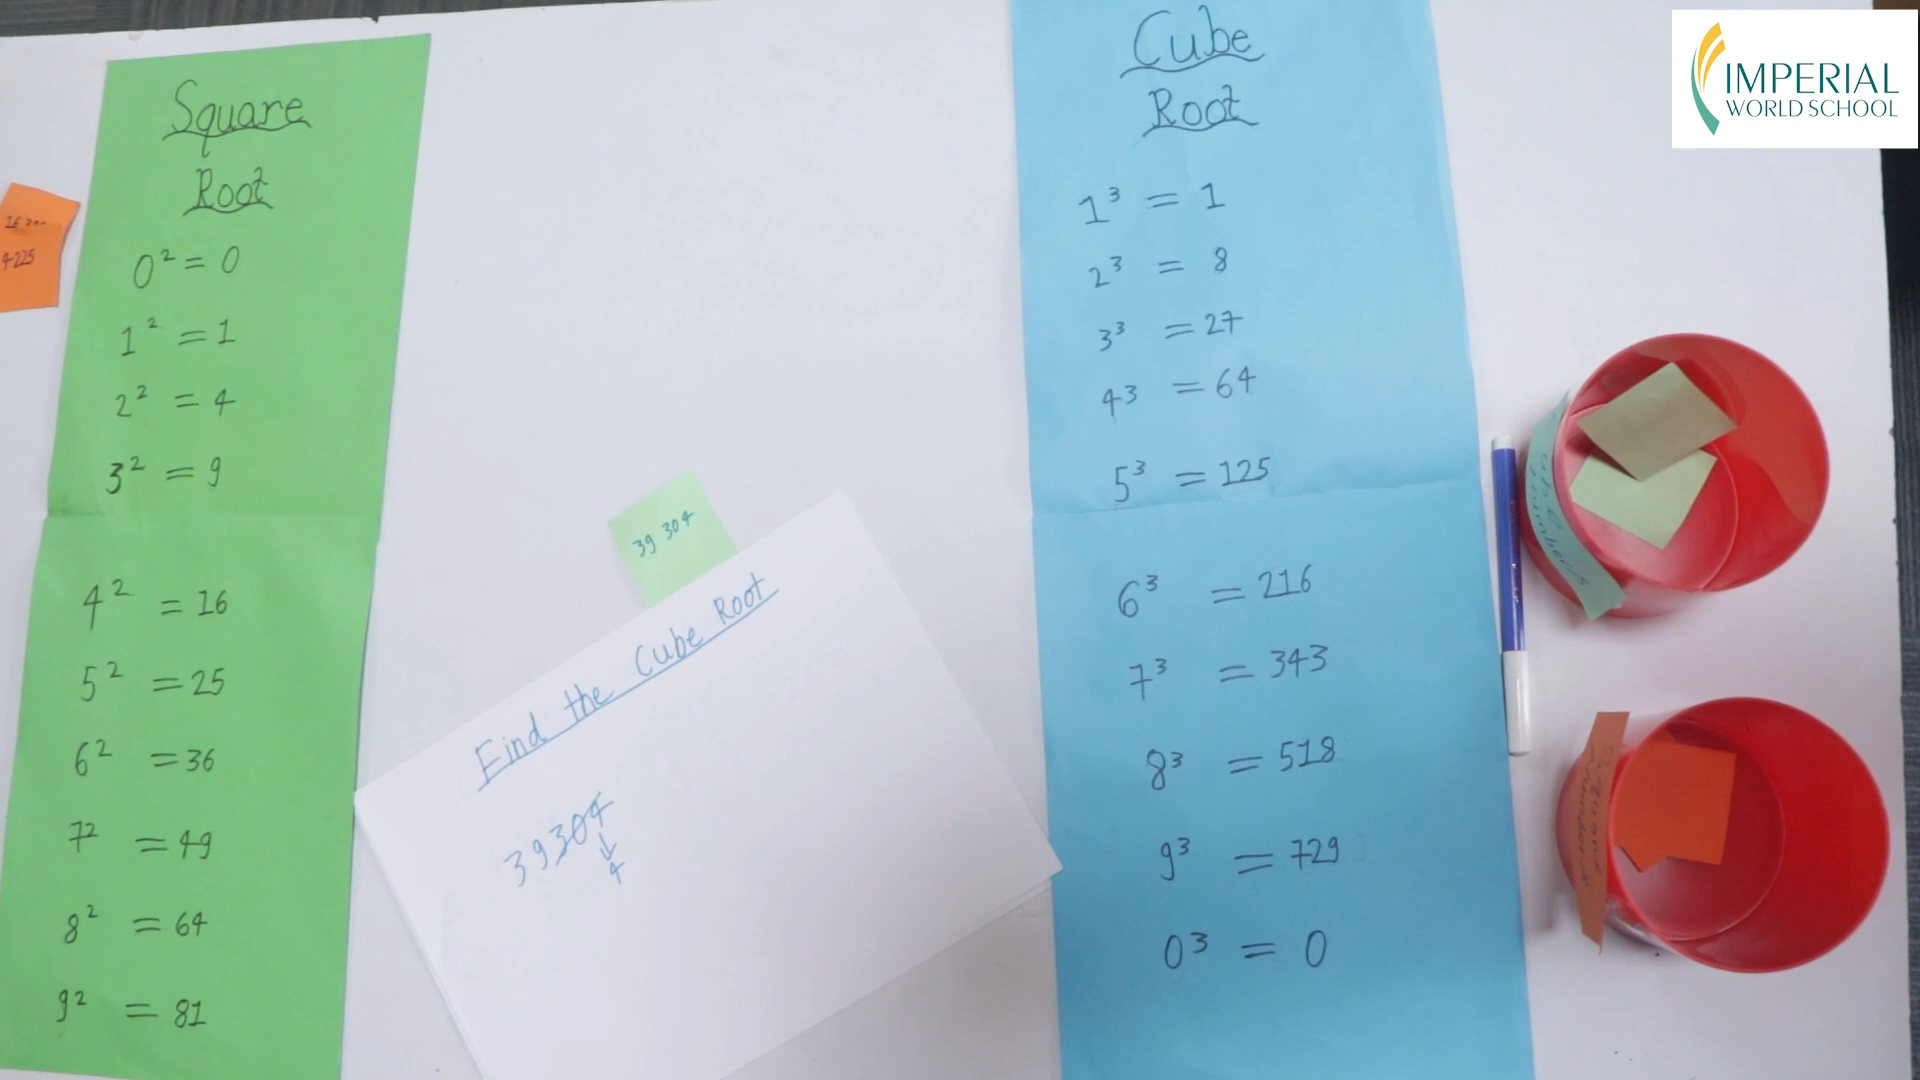 Square
Root
0² = 0
1² = 1
2² = 4
3² = 9
4² = 16
5² = 25
6² = 36
7² = 49
8² = 64
9² = 81
4225
39 304
Find the Cube Root
39304
↓
4
Cube
Root
1³ = 1
2³ = 8
3³ = 27
4³ = 64
5³ = 125
6³ = 216
7³ = 343
8³ = 518
9³ = 729
0³ = 0
IMPERIAL
WORLD SCHOOL